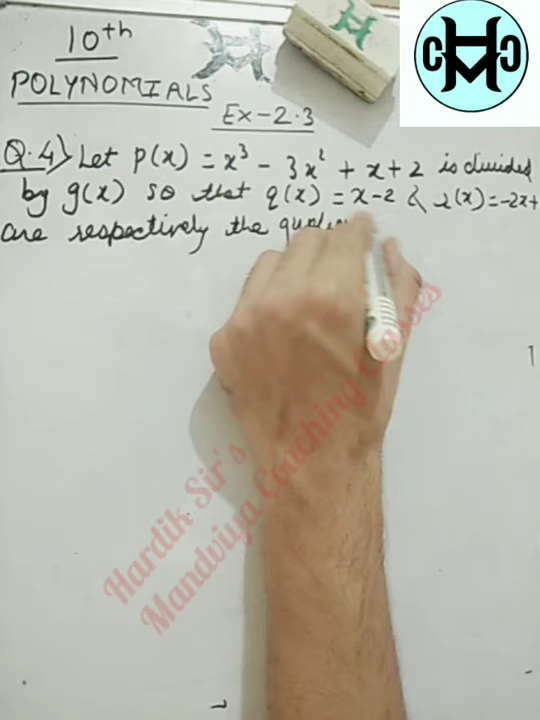 10th
POLYNOMIALS
Ex-2.3
Q.4) Let p(x) = x³ - 3x² + x + 2 is divided
by g(x) so that q(x) = x-2 & r(x) = -2x+
are respectively the
Hardik Sir's
Mandviya Coaching Classes